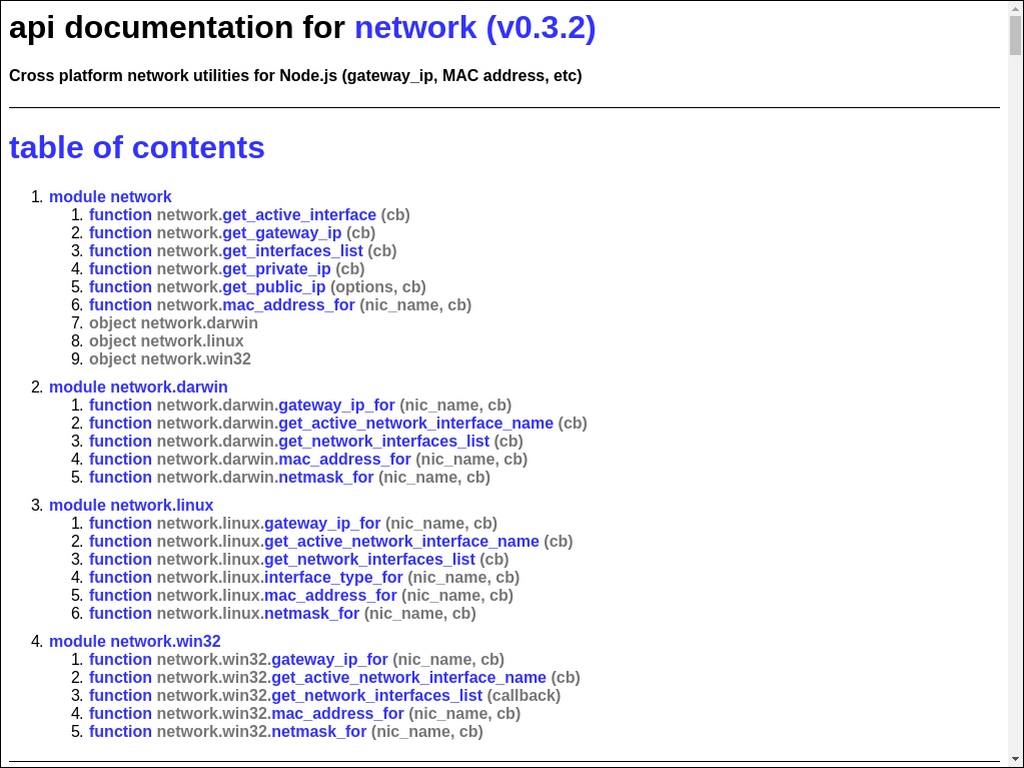 api documentation for network (v0.3.2)
Cross platform network utilities for Node.js (gateway_ip, MAC address, etc)
table of contents
1. module network
1. function network.get_active_interface (cb)
2. function network.get_gateway_ip (cb)
3. function network.get_interfaces_list (cb)
4. function network.get_private_ip (cb)
5. function network.get_public_ip (options, cb)
6. function network.mac_address_for (nic_name, cb)
7. object network.darwin
8. object network.linux
9. object network.win32
2. module network.darwin
1. function network.darwin.gateway_ip_for (nic_name, cb)
2. function network.darwin.get_active_network_interface_name (cb)
3. function network.darwin.get_network_interfaces_list (cb)
4. function network.darwin.mac_address_for (nic_name, cb)
5. function network.darwin.netmask_for (nic_name, cb)
3. module network.linux
1. function network.linux.gateway_ip_for (nic_name, cb)
2. function network.linux.get_active_network_interface_name (cb)
3. function network.linux.get_network_interfaces_list (cb)
4. function network.linux.interface_type_for (nic_name, cb)
5. function network.linux.mac_address_for (nic_name, cb)
6. function network.linux.netmask_for (nic_name, cb)
4. module network.win32
1. function network.win32.gateway_ip_for (nic_name, cb)
2. function network.win32.get_active_network_interface_name (cb)
3. function network.win32.get_network_interfaces_list (callback)
4. function network.win32.mac_address_for (nic_name, cb)
5. function network.win32.netmask_for (nic_name, cb)